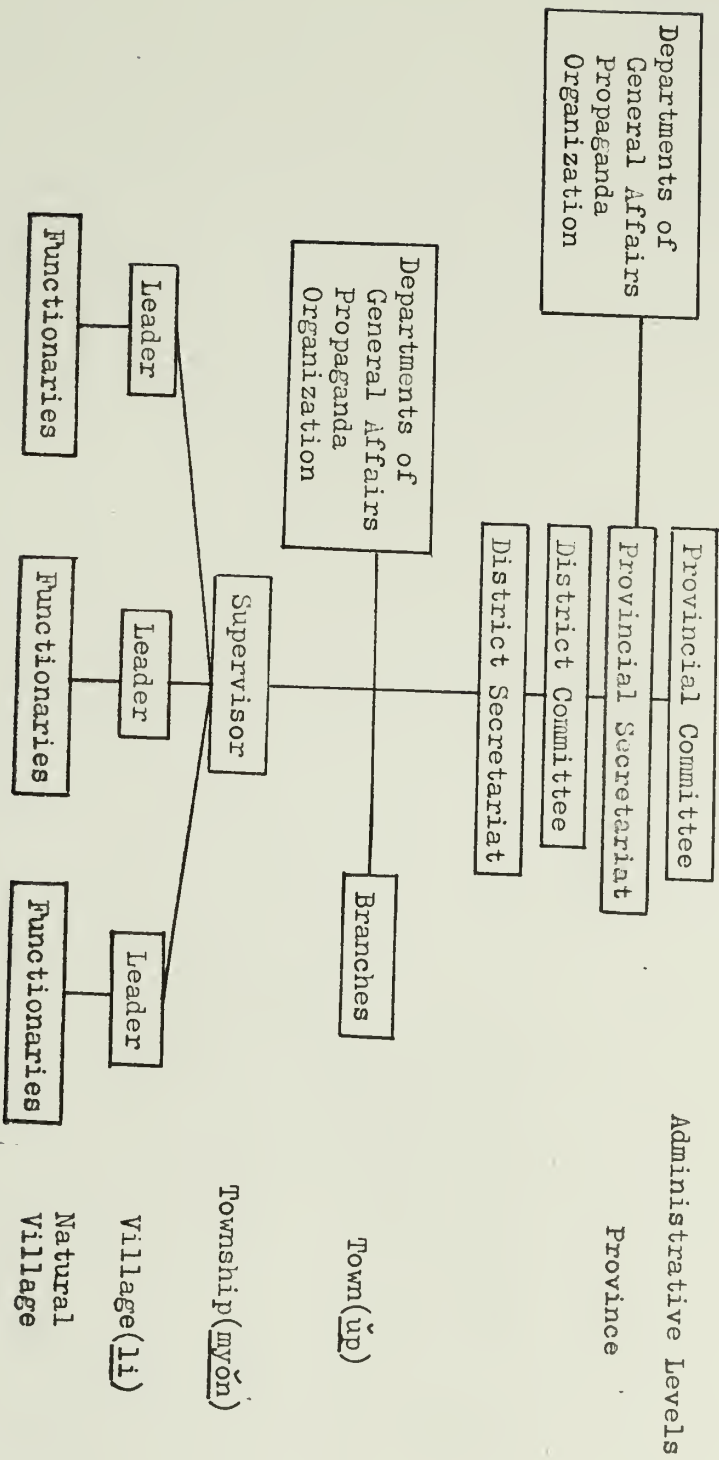 Administrative Levels
Provincial Committee
Departments of
General Affairs
Propaganda
Organization
Provincial Secretariat
Province
District Committee
District Secretariat
Departments of
General Affairs
Propaganda
Organization
Branches
Town(ŭp)
Supervisor
Township(myŏn)
Leader
Leader
Leader
Village(li)
Functionaries
Functionaries
Functionaries
Natural
Village